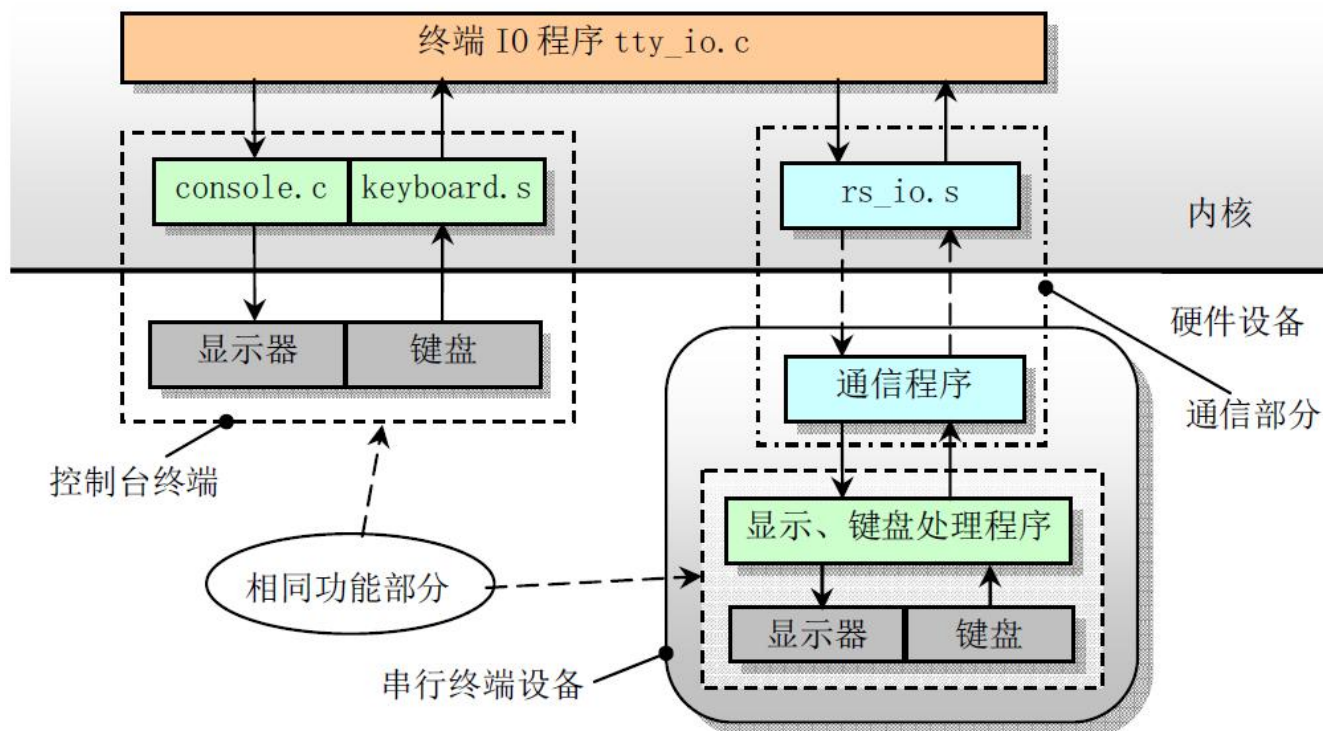 终端 IO 程序 tty_io.c
console.c
keyboard.s
rs_io.s
内核
显示器
键盘
硬件设备
通信程序
通信部分
控制台终端
显示、键盘处理程序
相同功能部分
显示器
键盘
串行终端设备